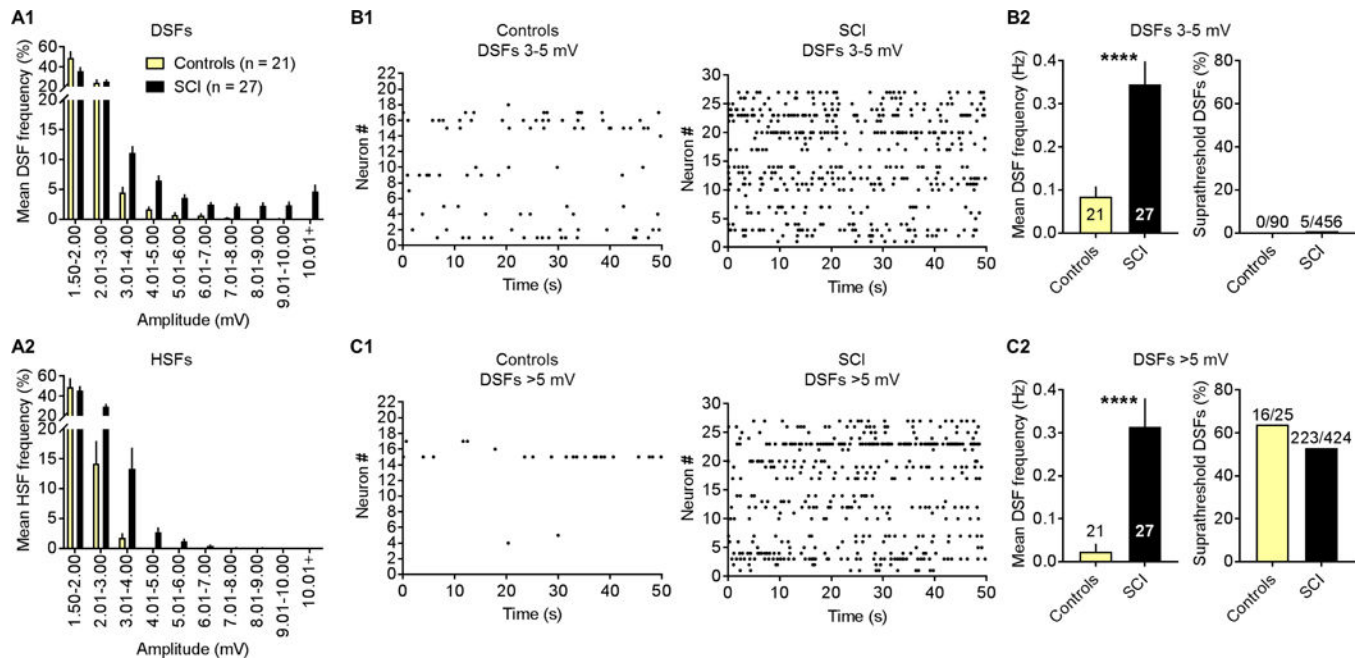 A1
DSFs
Mean DSF frequency (%)
60
40
20
20
15
10
5
0
Controls (n = 21)
SCI (n = 27)
1.50-2.00
2.01-3.00
3.01-4.00
4.01-5.00
5.01-6.00
6.01-7.00
7.01-8.00
8.01-9.00
9.01-10.00
10.01+
Amplitude (mV)
B1
Controls
DSFs 3-5 mV
Neuron #
22
20
18
16
14
12
10
8
6
4
2
0
0 10 20 30 40 50
Time (s)
SCI
DSFs 3-5 mV
Neuron #
30
25
20
15
10
5
0
0 10 20 30 40 50
Time (s)
B2
DSFs 3-5 mV
Mean DSF frequency (Hz)
0.4
0.3
0.2
0.1
0.0
****
21
27
Controls
SCI
Suprathreshold DSFs (%)
80
60
40
20
0
0/90
5/456
Controls
SCI
A2
HSFs
Mean HSF frequency (%)
60
40
20
15
10
5
0
1.50-2.00
2.01-3.00
3.01-4.00
4.01-5.00
5.01-6.00
6.01-7.00
7.01-8.00
8.01-9.00
9.01-10.00
10.01+
Amplitude (mV)
C1
Controls
DSFs >5 mV
Neuron #
22
20
18
16
14
12
10
8
6
4
2
0
0 10 20 30 40 50
Time (s)
SCI
DSFs >5 mV
Neuron #
30
25
20
15
10
5
0
0 10 20 30 40 50
Time (s)
C2
DSFs >5 mV
Mean DSF frequency (Hz)
0.4
0.3
0.2
0.1
0.0
****
21
27
Controls
SCI
Suprathreshold DSFs (%)
80
60
40
20
0
16/25
223/424
Controls
SCI